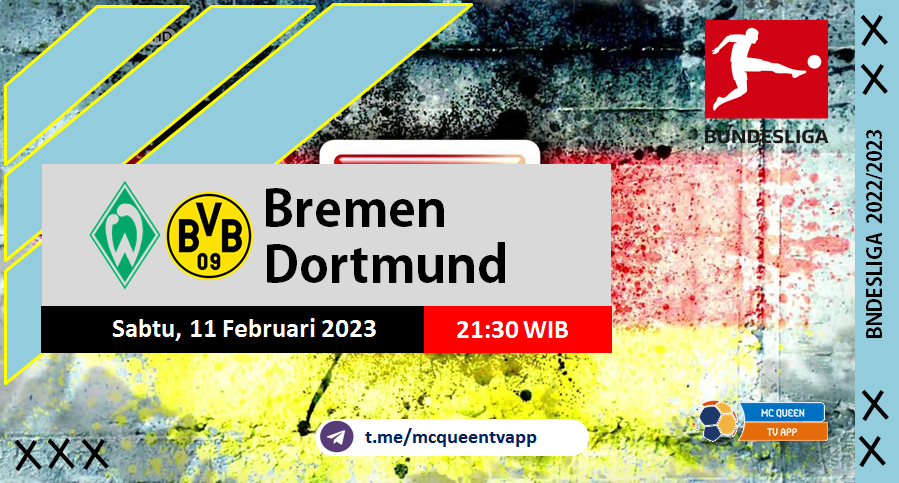 BUNDESLIGA
BNDESLIGA 2022/2023
BVB
09
Bremen
Dortmund
Sabtu, 11 Februari 2023
21:30 WIB
MC QUEEN
TV APP
t.me/mcqueentvapp